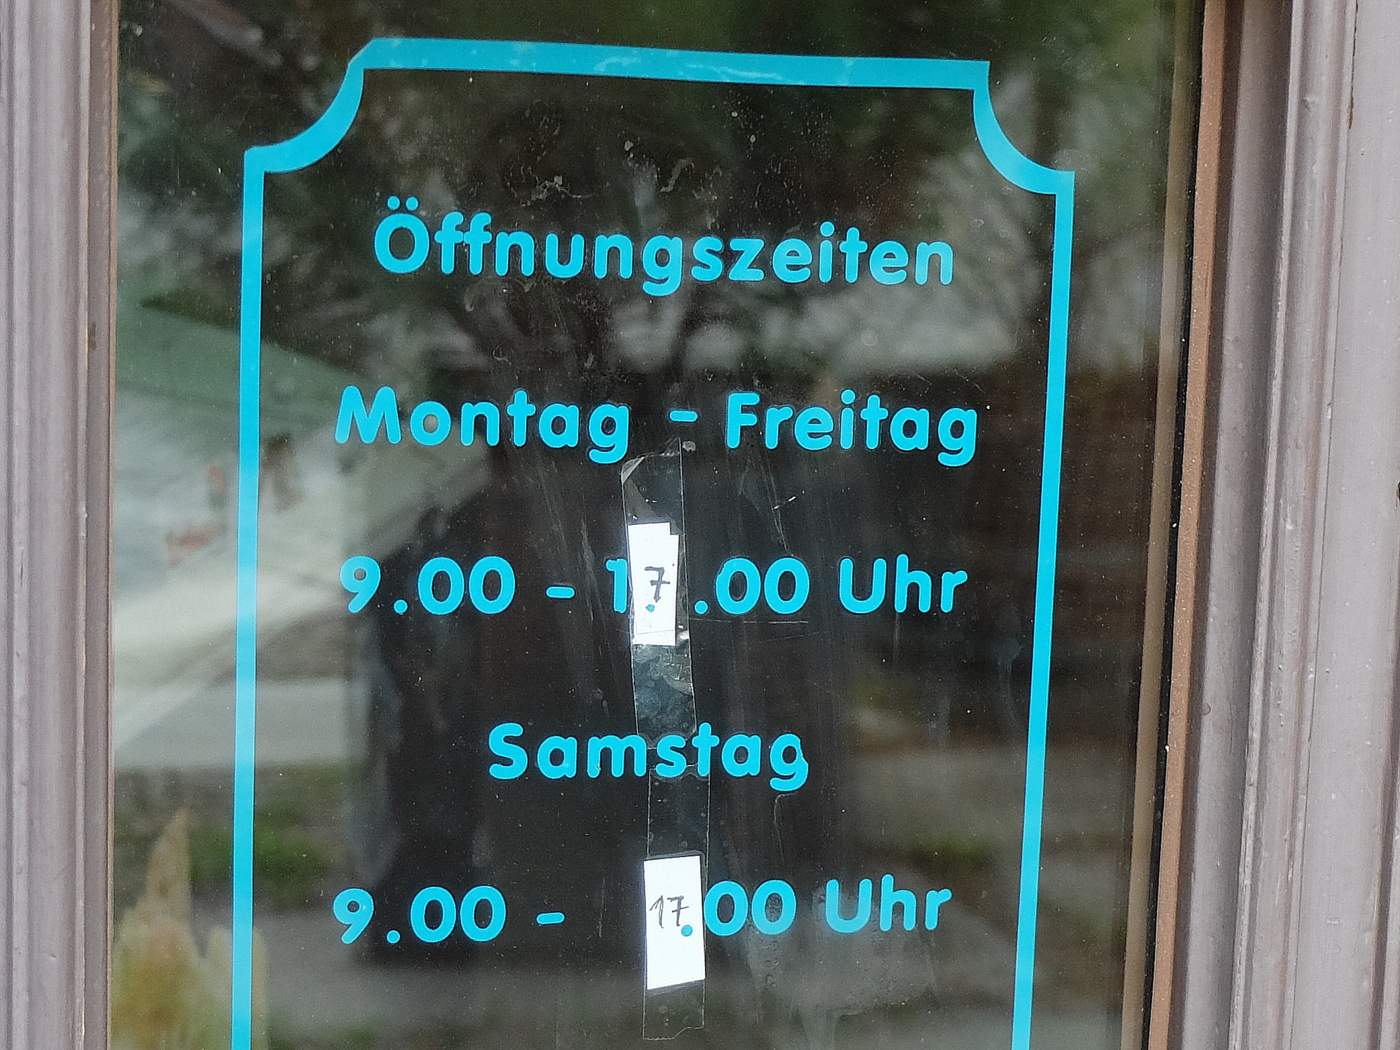 Öffnungszeiten
Montag - Freitag
9.00 - 17.00 Uhr
Samstag
9.00 - 17.00 Uhr